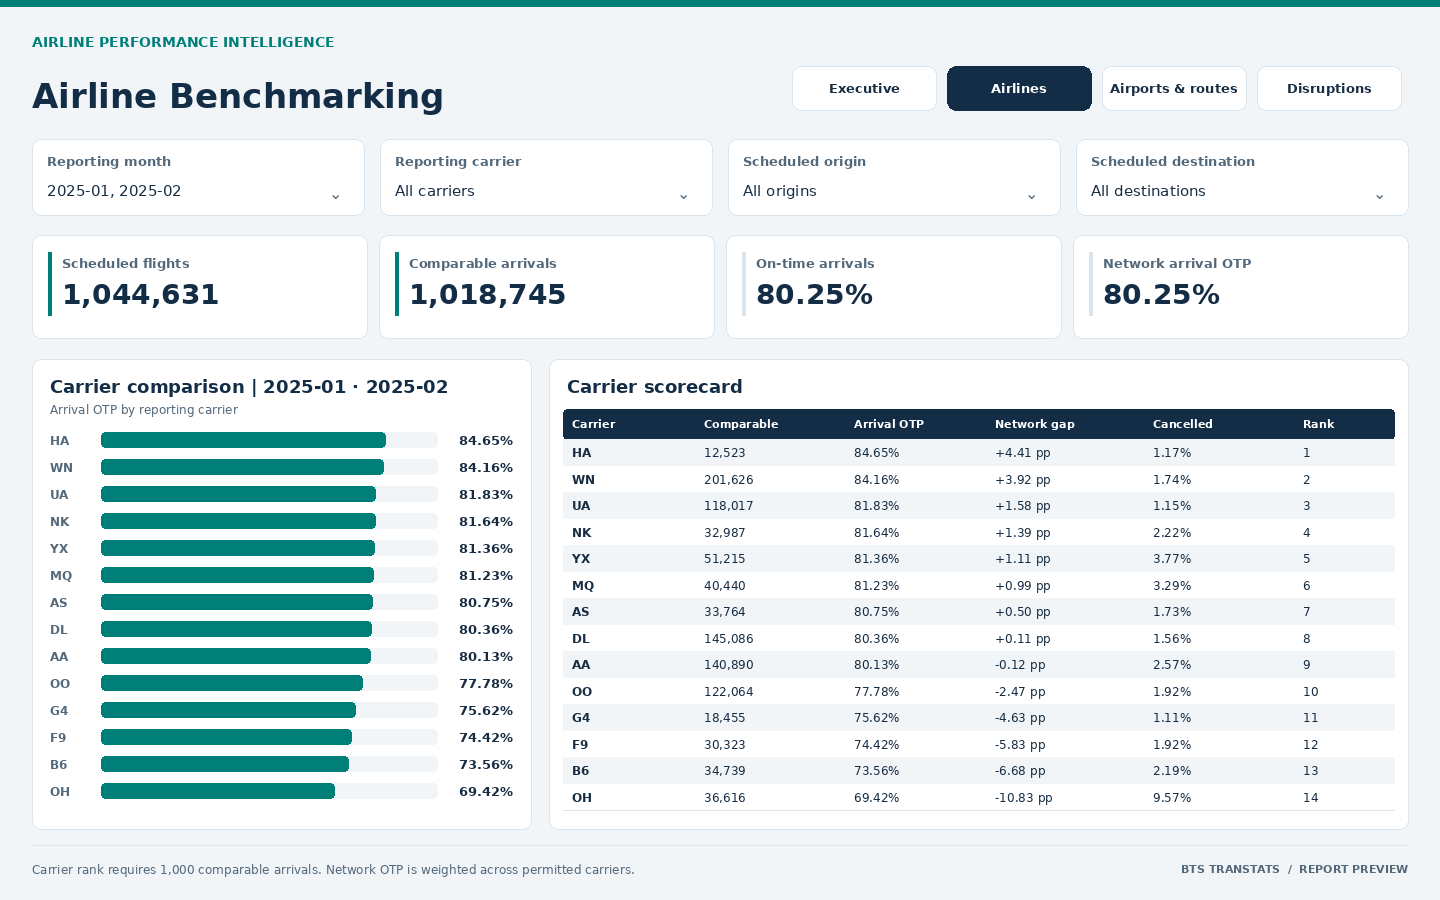 AIRLINE PERFORMANCE INTELLIGENCE
Airline Benchmarking
Executive
Airlines
Airports & routes
Disruptions
Reporting month
2025-01, 2025-02
Reporting carrier
All carriers
Scheduled origin
All origins
Scheduled destination
All destinations
Scheduled flights
1,044,631
Comparable arrivals
1,018,745
On-time arrivals
80.25%
Network arrival OTP
80.25%
Carrier comparison | 2025-01 · 2025-02
Arrival OTP by reporting carrier
HA 84.65%
WN 84.16%
UA 81.83%
NK 81.64%
YX 81.36%
MQ 81.23%
AS 80.75%
DL 80.36%
AA 80.13%
OO 77.78%
G4 75.62%
F9 74.42%
B6 73.56%
OH 69.42%
Carrier scorecard
Carrier Comparable Arrival OTP Network gap Cancelled Rank
HA 12,523 84.65% +4.41 pp 1.17% 1
WN 201,626 84.16% +3.92 pp 1.74% 2
UA 118,017 81.83% +1.58 pp 1.15% 3
NK 32,987 81.64% +1.39 pp 2.22% 4
YX 51,215 81.36% +1.11 pp 3.77% 5
MQ 40,440 81.23% +0.99 pp 3.29% 6
AS 33,764 80.75% +0.50 pp 1.73% 7
DL 145,086 80.36% +0.11 pp 1.56% 8
AA 140,890 80.13% -0.12 pp 2.57% 9
OO 122,064 77.78% -2.47 pp 1.92% 10
G4 18,455 75.62% -4.63 pp 1.11% 11
F9 30,323 74.42% -5.83 pp 1.92% 12
B6 34,739 73.56% -6.68 pp 2.19% 13
OH 36,616 69.42% -10.83 pp 9.57% 14
Carrier rank requires 1,000 comparable arrivals. Network OTP is weighted across permitted carriers.
BTS TRANSTATS / REPORT PREVIEW